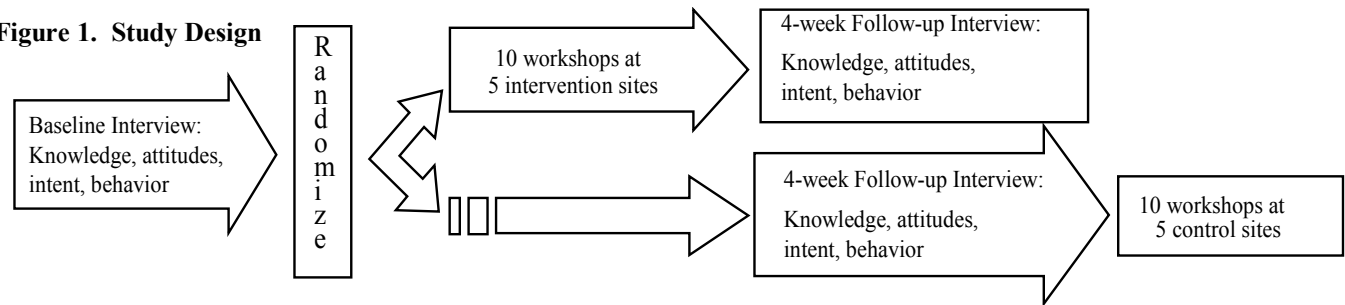 Figure 1. Study Design
Baseline Interview:
Knowledge, attitudes,
intent, behavior
Randomize
10 workshops at
5 intervention sites
4-week Follow-up Interview:
Knowledge, attitudes,
intent, behavior
4-week Follow-up Interview:
Knowledge, attitudes,
intent, behavior
10 workshops at
5 control sites